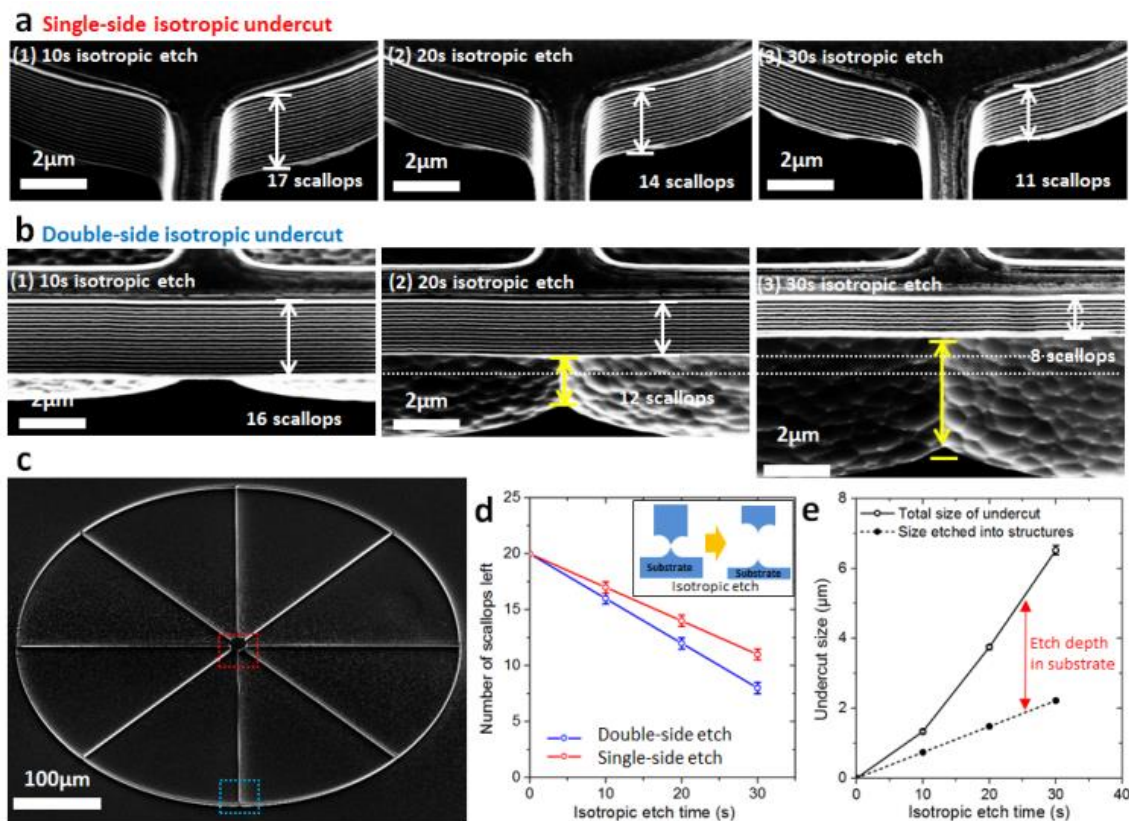 a Single-side isotropic undercut
(1) 10s isotropic etch
2μm
17 scallops
(2) 20s isotropic etch
2μm
14 scallops
(3) 30s isotropic etch
2μm
11 scallops
b Double-side isotropic undercut
(1) 10s isotropic etch
2μm
16 scallops
(2) 20s isotropic etch
2μm
12 scallops
(3) 30s isotropic etch
8 scallops
2μm
c
100μm
d
25
20
15
10
5
0
Number of scallops left
Substrate
Substrate
Isotropic etch
Double-side etch
Single-side etch
0 10 20 30
Isotropic etch time (s)
e
8
6
4
2
0
Undercut size (μm)
Total size of undercut
Size etched into structures
Etch depth
in substrate
0 10 20 30 40
Isotropic etch time (s)